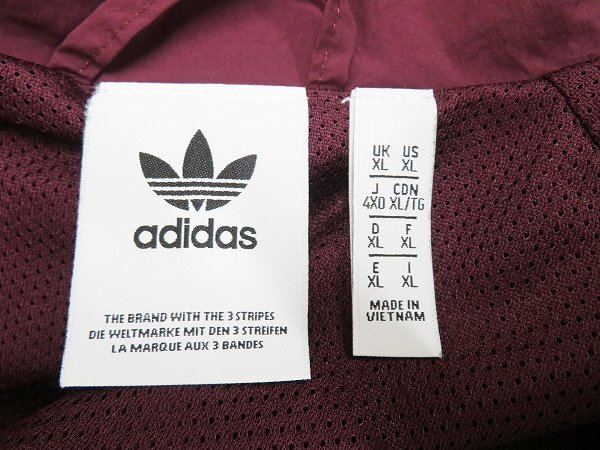 adidas
THE BRAND WITH THE 3 STRIPES
DIE WELTMARKE MIT DEN 3 STREIFEN
LA MARQUE AUX 3 BANDES
UK US
XL XL
J CDN
4XO XL/TG
D F
XL XL
E I
XL XL
MADE IN
VIETNAM